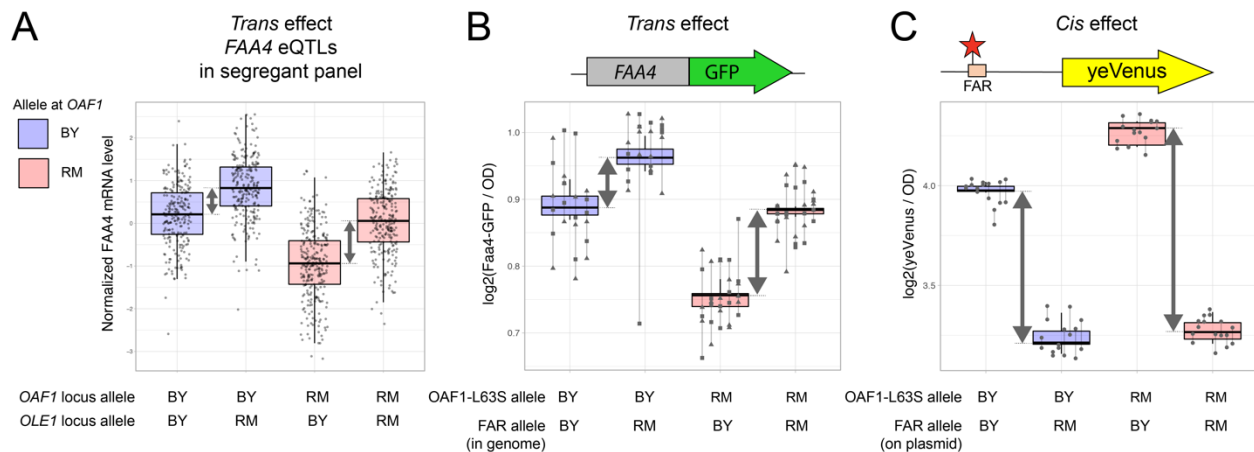 A
Trans effect
FAA4 eQTLs
in segregant panel
Allele at OAF1
BY
RM
Normalized FAA4 mRNA level
2
1
0
-1
-2
-3
OAF1 locus allele BY BY RM RM
OLE1 locus allele BY RM BY RM
B
Trans effect
FAA4 GFP
log2(Faa4-GFP / OD)
1.0
0.9
0.8
0.7
OAF1-L63S allele BY BY RM RM
FAR allele BY RM BY RM
(in genome)
C
Cis effect
FAR
yeVenus
log2(yeVenus / OD)
4.0
3.5
OAF1-L63S allele BY BY RM RM
FAR allele BY RM BY RM
(on plasmid)